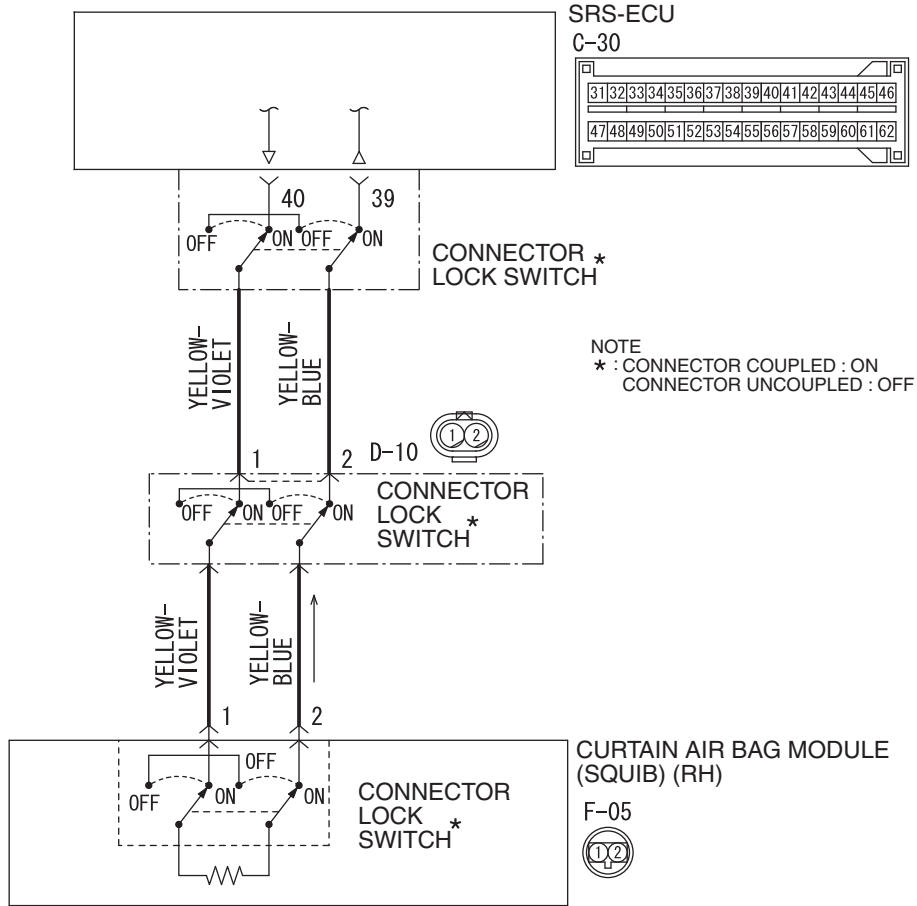 SRS-ECU
C-30
31 32 33 34 35 36 37 38 39 40 41 42 43 44 45 46
47 48 49 50 51 52 53 54 55 56 57 58 59 60 61 62
40
39
OFF
ON
OFF
ON
CONNECTOR
LOCK SWITCH*
YELLOW-
VIOLET
YELLOW-
BLUE
NOTE
* : CONNECTOR COUPLED : ON
CONNECTOR UNCOUPLED : OFF
1
2
D-10
1 2
OFF
ON
OFF
ON
CONNECTOR
LOCK
SWITCH*
YELLOW-
VIOLET
YELLOW-
BLUE
1
2
OFF
ON
OFF
ON
CONNECTOR
LOCK
SWITCH*
CURTAIN AIR BAG MODULE
(SQUIB) (RH)
F-05
1 2